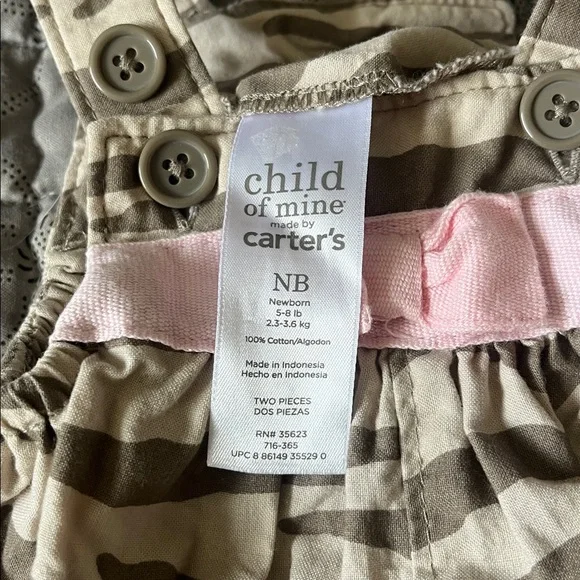 child
of mine
made by
carter's
NB
Newborn
5-8 lb
2.3-3.6 kg
100% Cotton/Algodon
Made in Indonesia
Hecho en Indonesia
TWO PIECES
DOS PIEZAS
RN# 35623
716-365
UPC 8 86149 35529 0